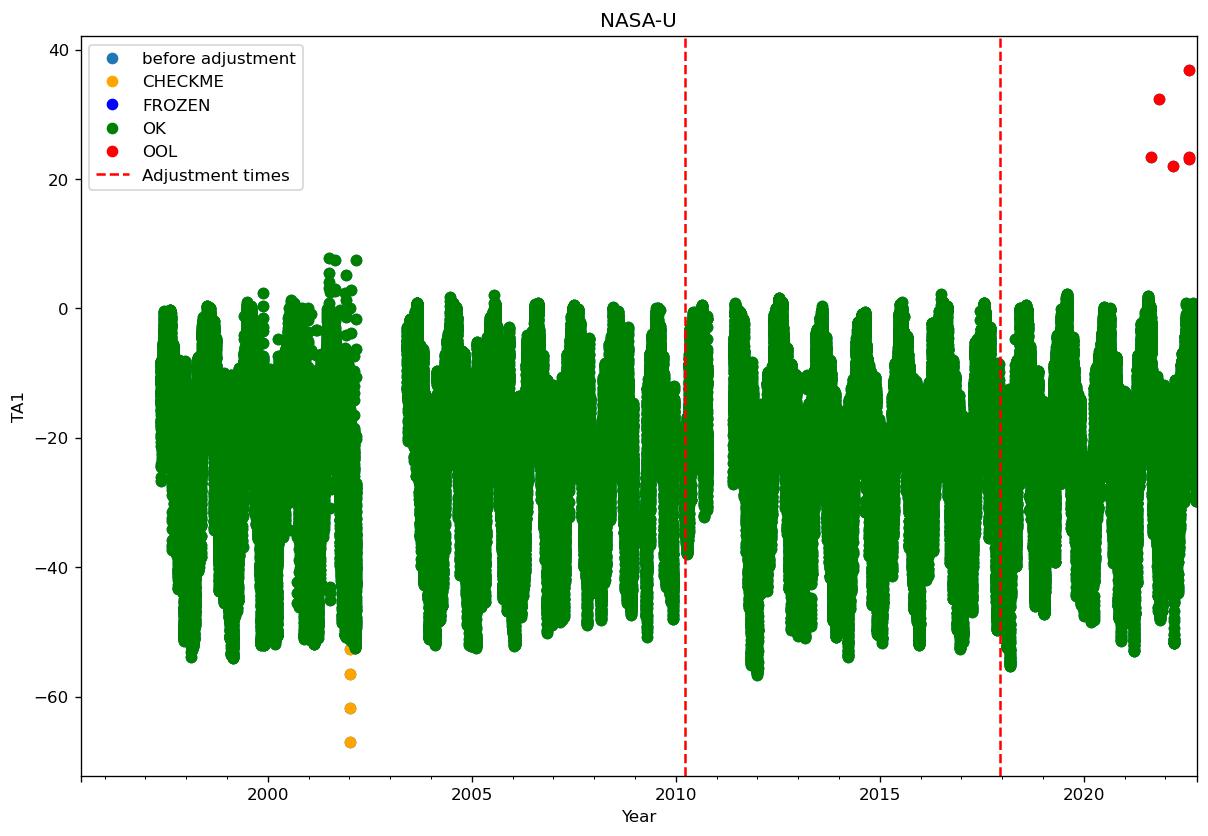 NASA-U
40
20
0
−20
−40
−60
TA1
before adjustment
CHECKME
FROZEN
OK
OOL
Adjustment times
2000
2005
2010
2015
2020
Year